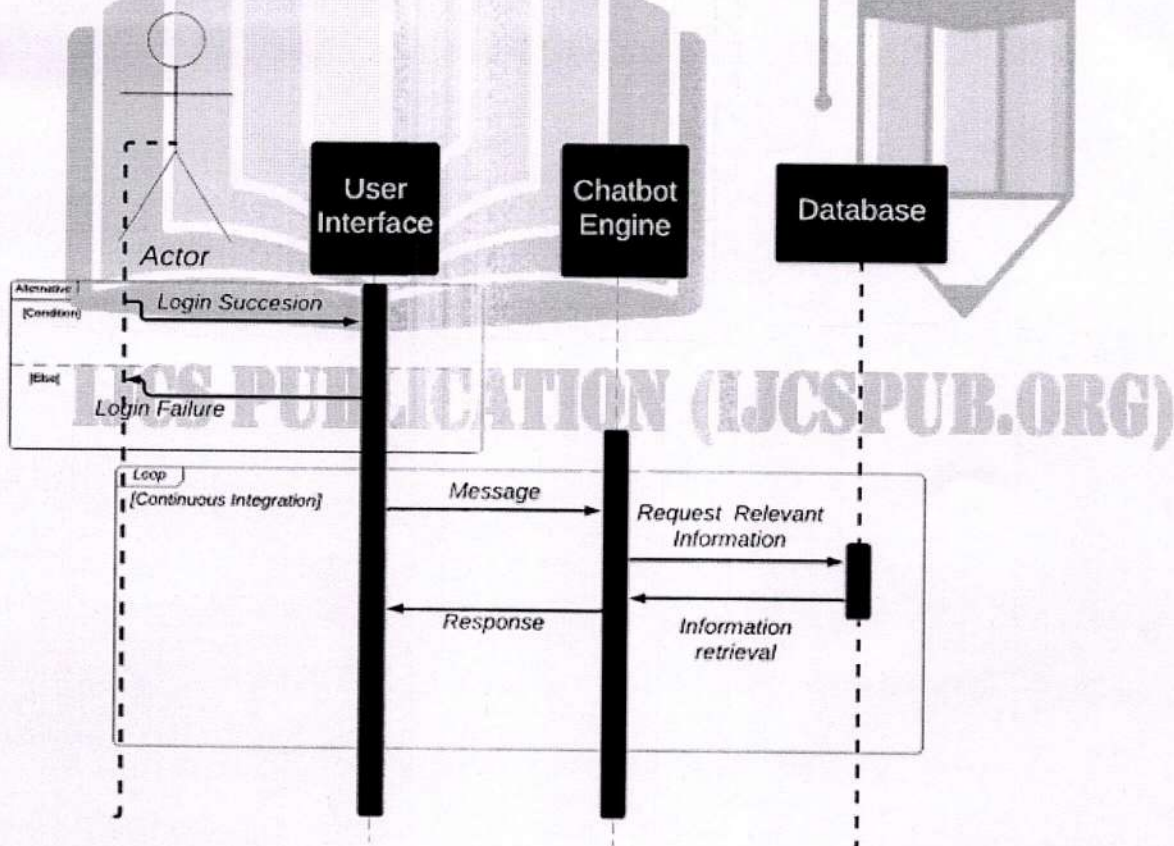 User
Interface
Chatbot
Engine
Database
Actor
Alternative
[Condition]
Login Succesion
[Else]
Login Failure
IJCS PUBLICATION (IJCSPUB.ORG)
Loop
[Continuous Integration]
Message
Request Relevant
Information
Response
Information
retrieval